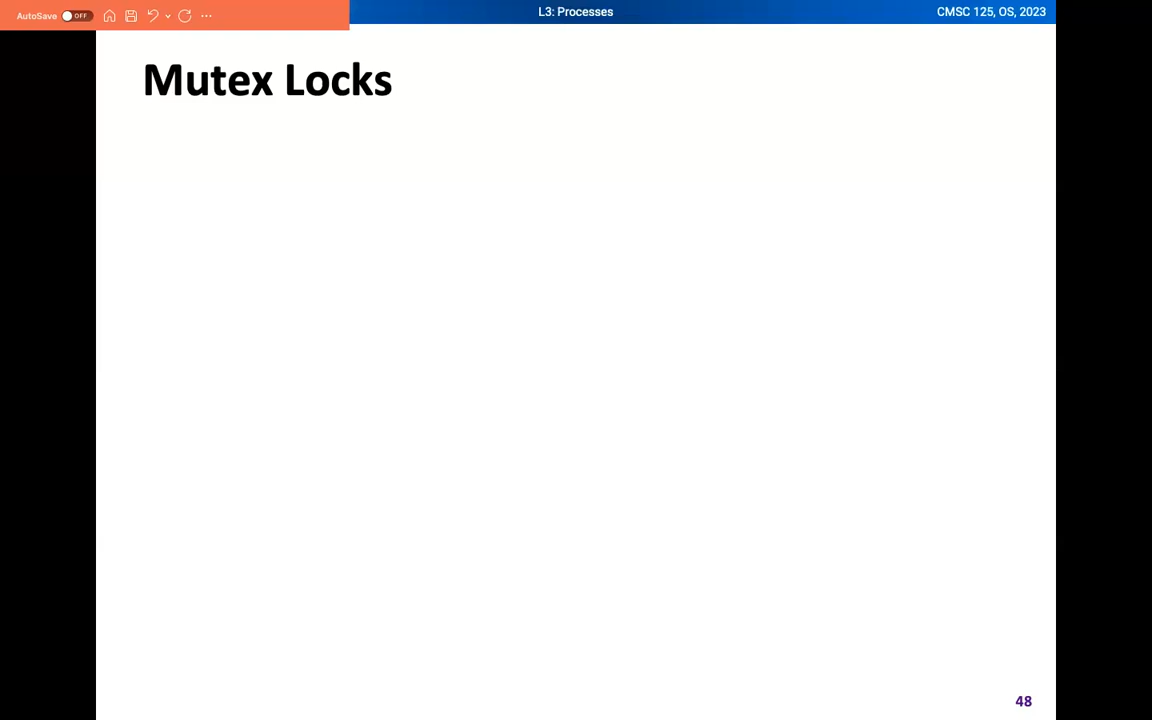 AutoSave OFF
L3: Processes
CMSC 125, OS, 2023
Mutex Locks
48